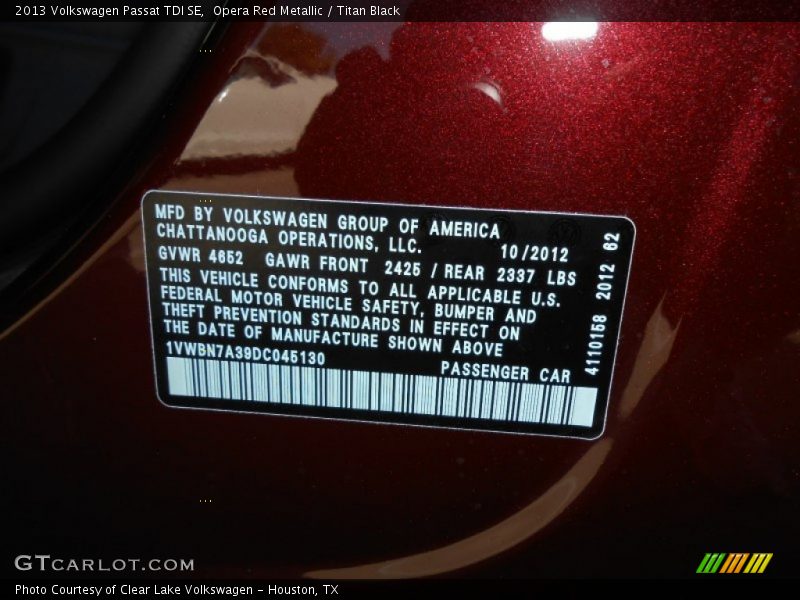 2013 Volkswagen Passat TDI SE,  Opera Red Metallic / Titan Black
MFD BY VOLKSWAGEN GROUP OF AMERICA
CHATTANOOGA OPERATIONS, LLC.
10/2012
GVWR 4652 GAWR FRONT 2425 / REAR 2337 LBS
THIS VEHICLE CONFORMS TO ALL APPLICABLE U.S.
FEDERAL MOTOR VEHICLE SAFETY, BUMPER AND
THEFT PREVENTION STANDARDS IN EFFECT ON
THE DATE OF MANUFACTURE SHOWN ABOVE
1VWBN7A39DC045130
PASSENGER CAR
4110158 2012 62
GTCARLOT.COM
Photo Courtesy of Clear Lake Volkswagen - Houston, TX